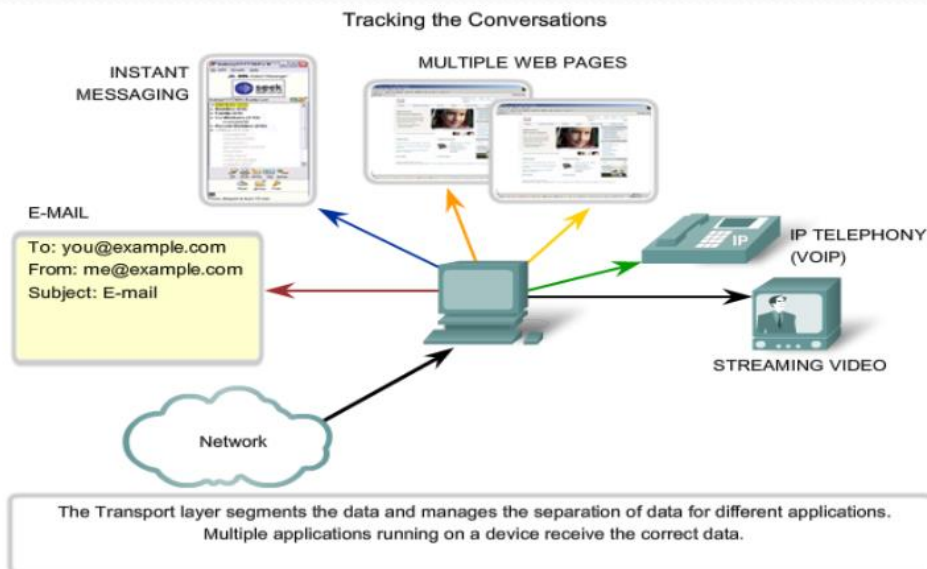 Tracking the Conversations
INSTANT
MESSAGING
MULTIPLE WEB PAGES
seek
E-MAIL
To: you@example.com
From: me@example.com
Subject: E-mail
IP
IP TELEPHONY
(VOIP)
STREAMING VIDEO
Network
The Transport layer segments the data and manages the separation of data for different applications.
Multiple applications running on a device receive the correct data.